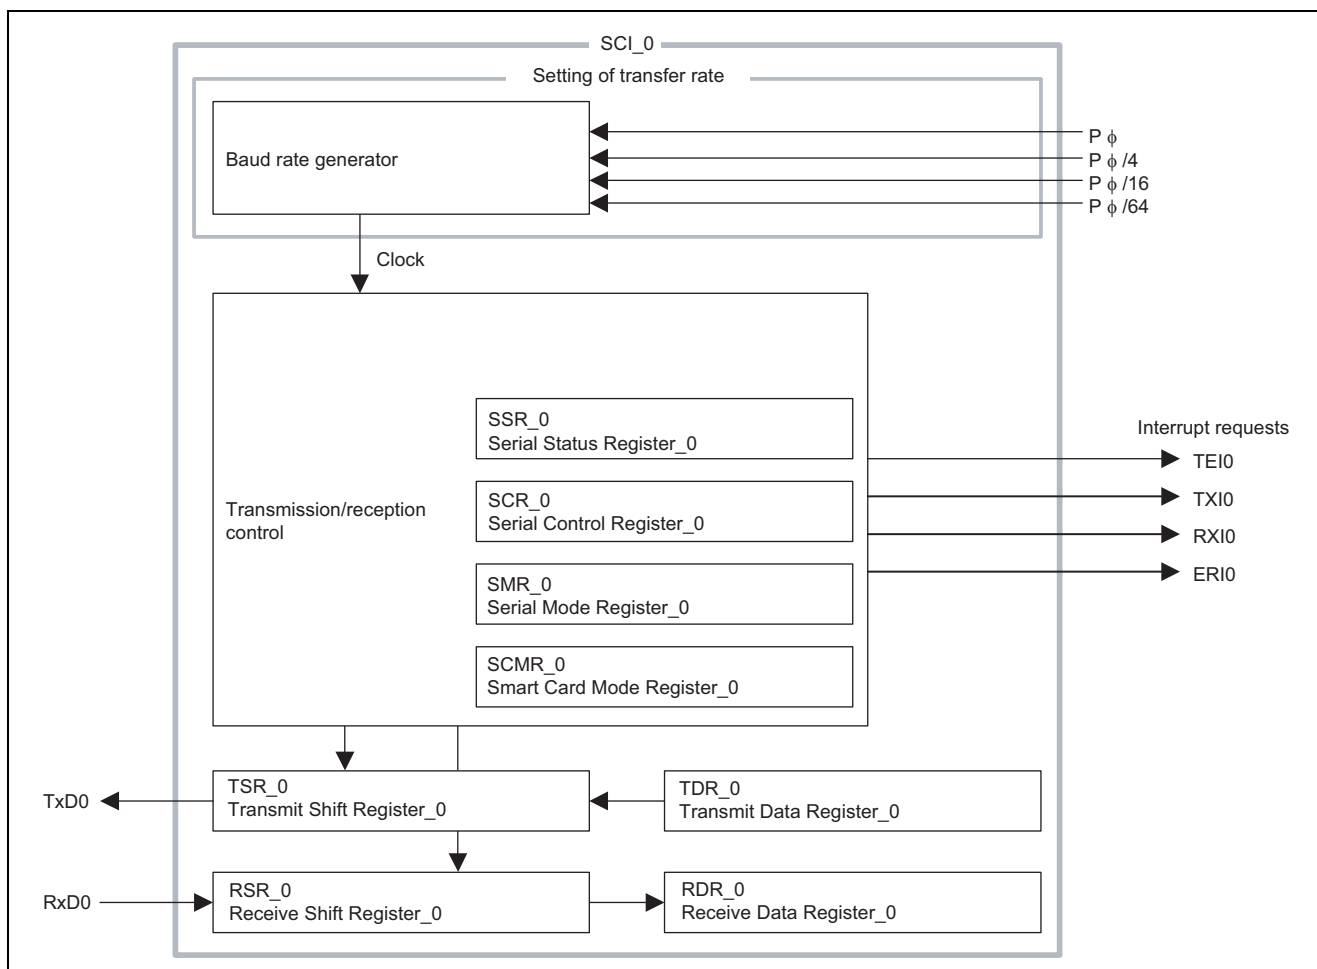 SCI_0
Setting of transfer rate
Baud rate generator
P ϕ
P ϕ /4
P ϕ /16
P ϕ /64
Clock
Transmission/reception
control
SSR_0
Serial Status Register_0
SCR_0
Serial Control Register_0
SMR_0
Serial Mode Register_0
SCMR_0
Smart Card Mode Register_0
Interrupt requests
TEI0
TXI0
RXI0
ERI0
TxD0
TSR_0
Transmit Shift Register_0
TDR_0
Transmit Data Register_0
RxD0
RSR_0
Receive Shift Register_0
RDR_0
Receive Data Register_0